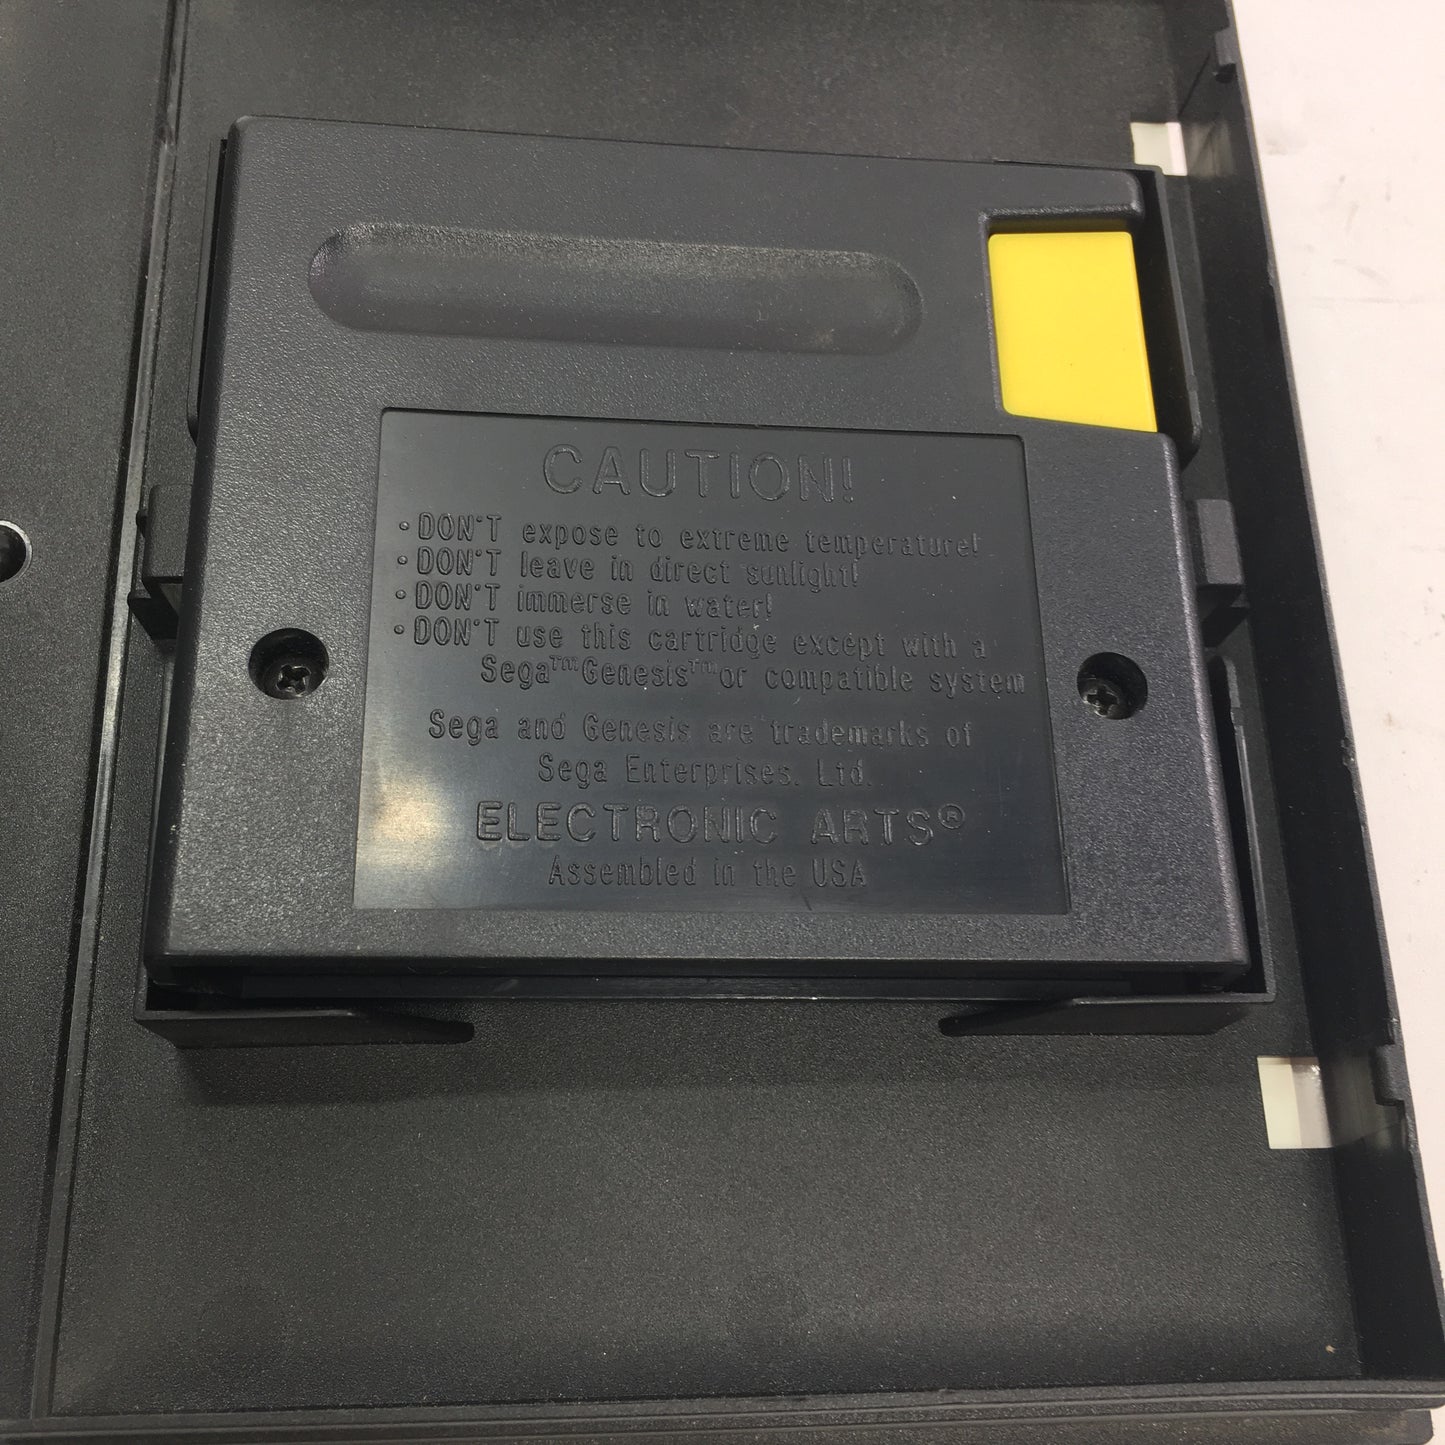 CAUTION!
• DON'T expose to extreme temperature!
• DON'T leave in direct sunlight!
• DON'T immerse in water!
• DON'T use this cartridge except with a
Sega™ Genesis™ or compatible system
Sega and Genesis are trademarks of
Sega Enterprises. Ltd.
ELECTRONIC ARTS®
Assembled in the USA